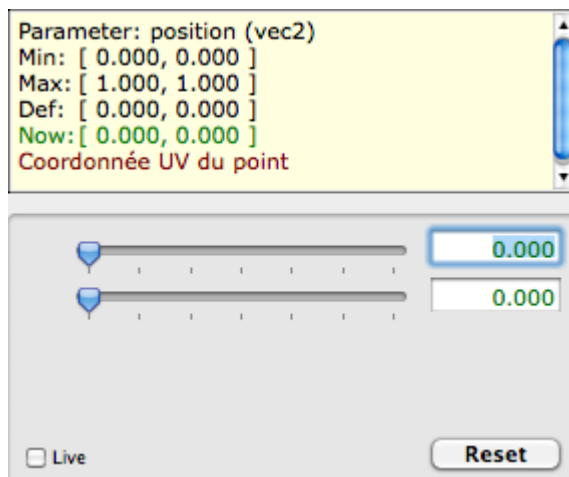 Parameter: position (vec2)
Min: [ 0.000, 0.000 ]
Max: [ 1.000, 1.000 ]
Def: [ 0.000, 0.000 ]
Now: [ 0.000, 0.000 ]
Coordonnée UV du point
0.000
0.000
Live
Reset